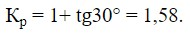 Kр = 1+ tg30° = 1,58.